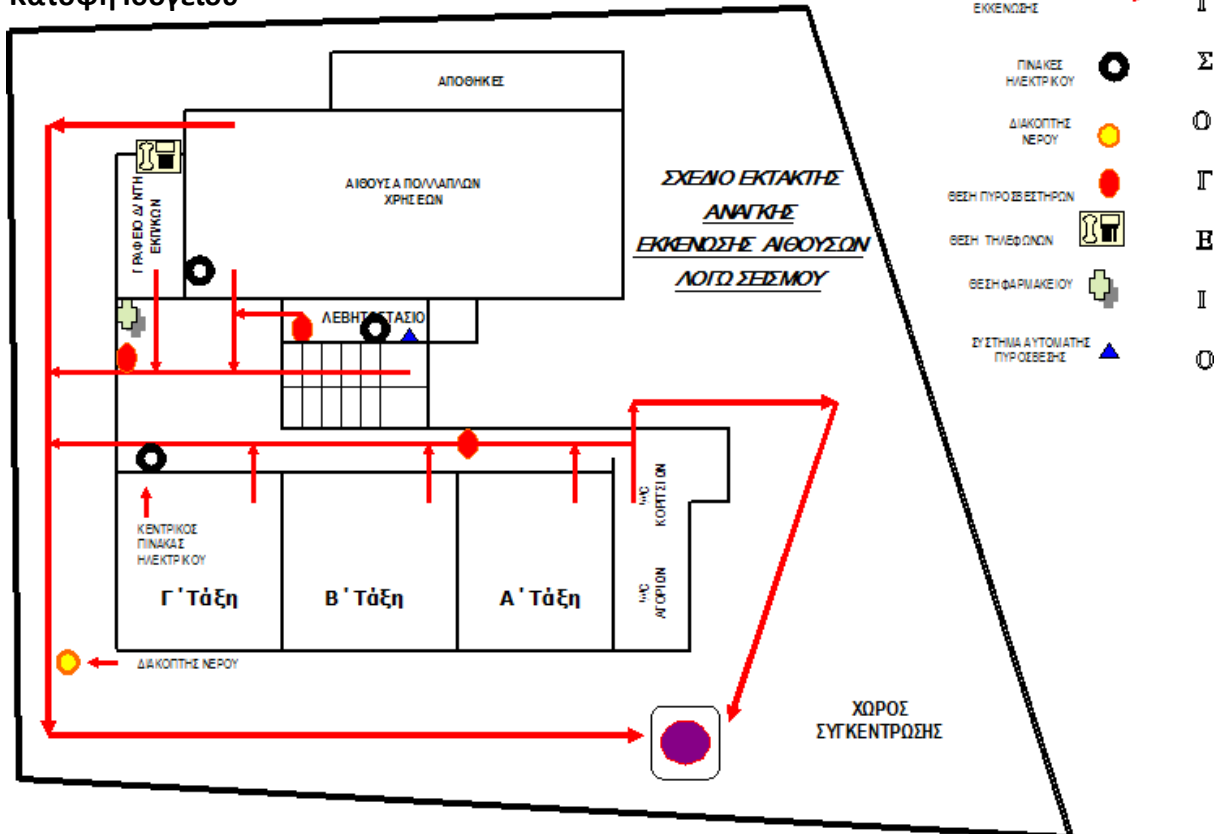 Κάτοψη Ισογείου
ΑΠΟΘΗΚΕΣ
ΑΙΘΟΥΣΑ ΠΟΛΛΑΠΛΩΝ
ΧΡΗΣΕΩΝ
ΓΡΑΦΕΙΟ Δ/ΝΤΗ
ΕΚΠ/ΚΩΝ
ΣΧΕΔΙΟ ΕΚΤΑΚΤΗΣ
ΑΝΑΓΚΗΣ
ΕΚΚΕΝΩΣΗΣ ΑΙΘΟΥΣΩΝ
ΛΟΓΩ ΣΕΙΣΜΟΥ
ΛΕΒΗΤΟΣΤΑΣΙΟ
ΚΕΝΤΡΙΚΟΣ
ΠΙΝΑΚΑΣ
ΗΛΕΚΤΡΙΚΟΥ
Γ΄Τάξη
Β΄Τάξη
Α΄Τάξη
WC
ΚΟΡΙΤΣΙΩΝ
WC
ΑΓΟΡΙΩΝ
ΔΙΑΚΟΠΤΗΣ ΝΕΡΟΥ
ΧΩΡΟΣ
ΣΥΓΚΕΝΤΡΩΣΗΣ
ΕΚΚΕΝΩΣΗΣ
ΠΙΝΑΚΕΣ
ΗΛΕΚΤΡΙΚΟΥ
ΔΙΑΚΟΠΤΗΣ
ΝΕΡΟΥ
ΘΕΣΗ ΠΥΡΟΣΒΕΣΤΗΡΩΝ
ΘΕΣΗ ΤΗΛΕΦΩΝΩΝ
ΘΕΣΗ ΦΑΡΜΑΚΕΙΟΥ
ΣΥΣΤΗΜΑ ΑΥΤΟΜΑΤΗΣ
ΠΥΡΟΣΒΕΣΗΣ
Ι
Σ
Ο
Γ
Ε
Ι
Ο